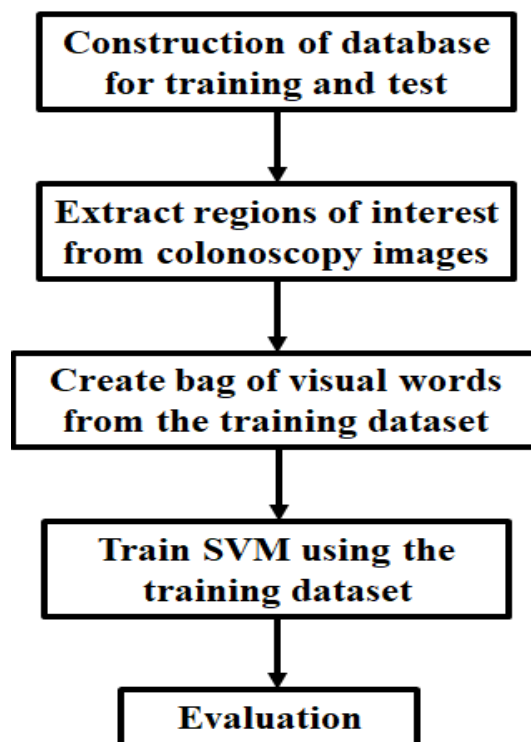 Construction of database
for training and test
Extract regions of interest
from colonoscopy images
Create bag of visual words
from the training dataset
Train SVM using the
training dataset
Evaluation